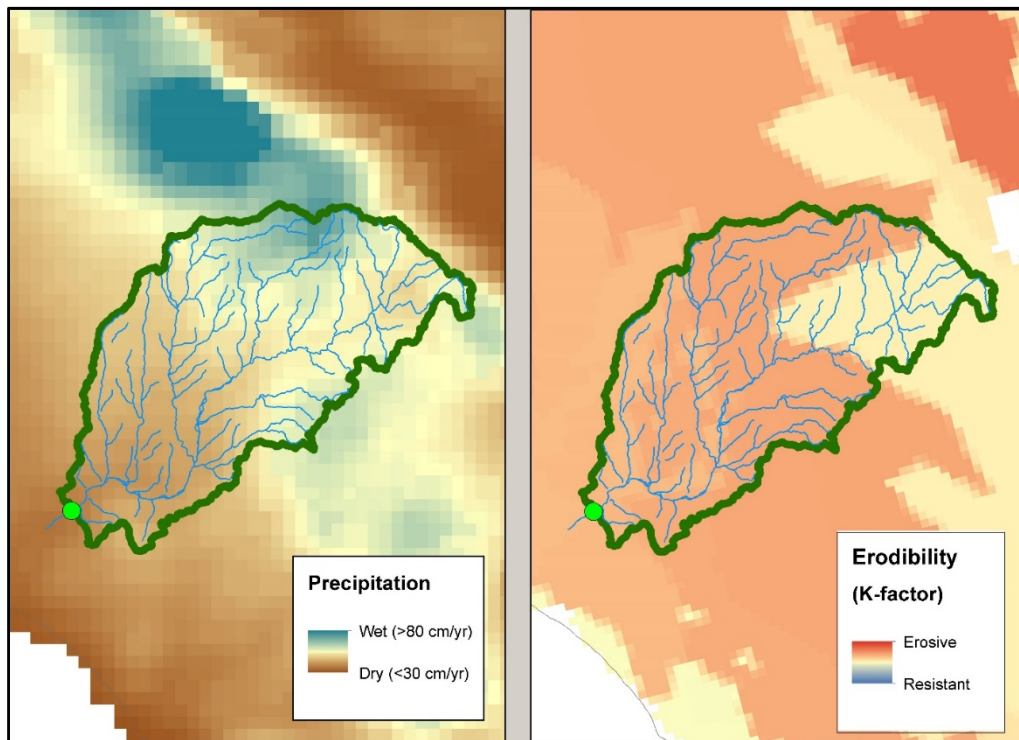 Precipitation
Wet (>80 cm/yr)
Dry (<30 cm/yr)
Erodibility
(K-factor)
Erosive
Resistant